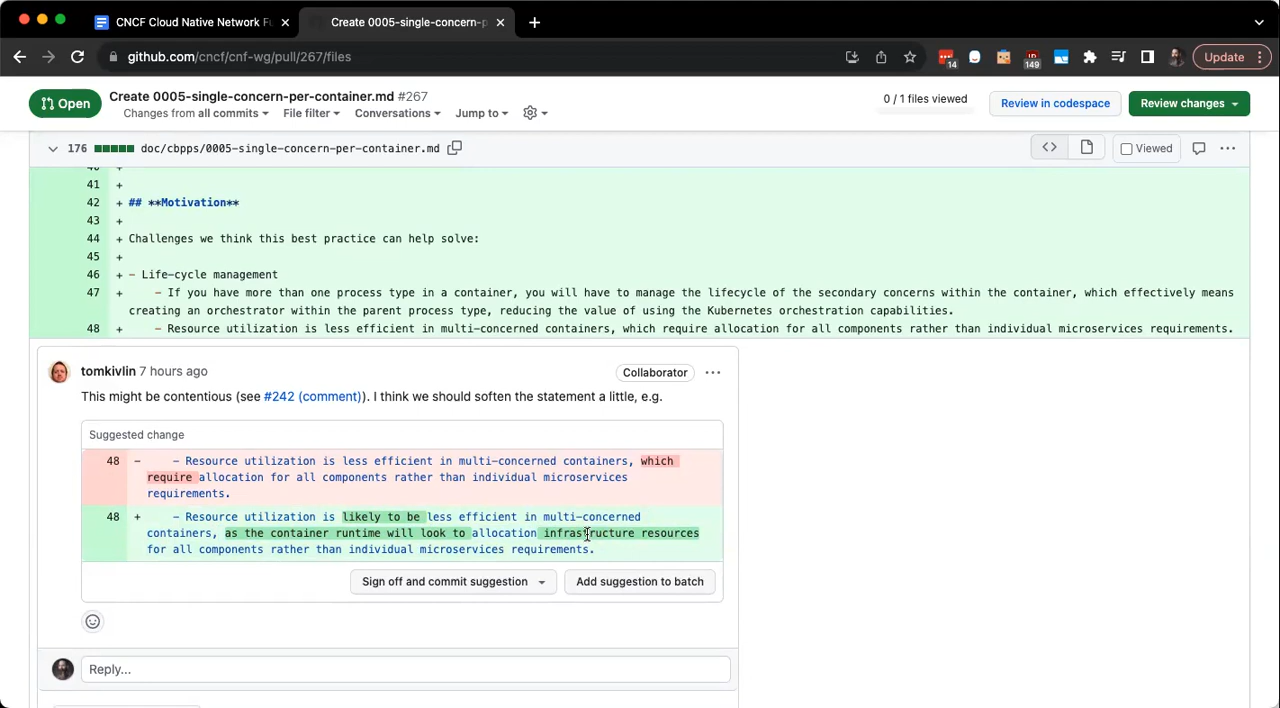 CNCF Cloud Native Network Fu
Create 0005-single-concern-p
github.com/cncf/cnf-wg/pull/267/files
14
149
Update
Open
Create 0005-single-concern-per-container.md #267
Changes from all commits
File filter
Conversations
Jump to
0 / 1 files viewed
Review in codespace
Review changes
176
doc/cbpps/0005-single-concern-per-container.md
Viewed
41 +
42 + ## **Motivation**
43 +
44 + Challenges we think this best practice can help solve:
45 +
46 + - Life-cycle management
47 + - If you have more than one process type in a container, you will have to manage the lifecycle of the secondary concerns within the container, which effectively means
creating an orchestrator within the parent process type, reducing the value of using the Kubernetes orchestration capabilities.
48 + - Resource utilization is less efficient in multi-concerned containers, which require allocation for all components rather than individual microservices requirements.
tomkivlin 7 hours ago
Collaborator
This might be contentious (see #242 (comment)). I think we should soften the statement a little, e.g.
Suggested change
48 - - Resource utilization is less efficient in multi-concerned containers, which
require allocation for all components rather than individual microservices
requirements.
48 + - Resource utilization is likely to be less efficient in multi-concerned
containers, as the container runtime will look to allocation infrastructure resources
for all components rather than individual microservices requirements.
Sign off and commit suggestion
Add suggestion to batch
Reply...